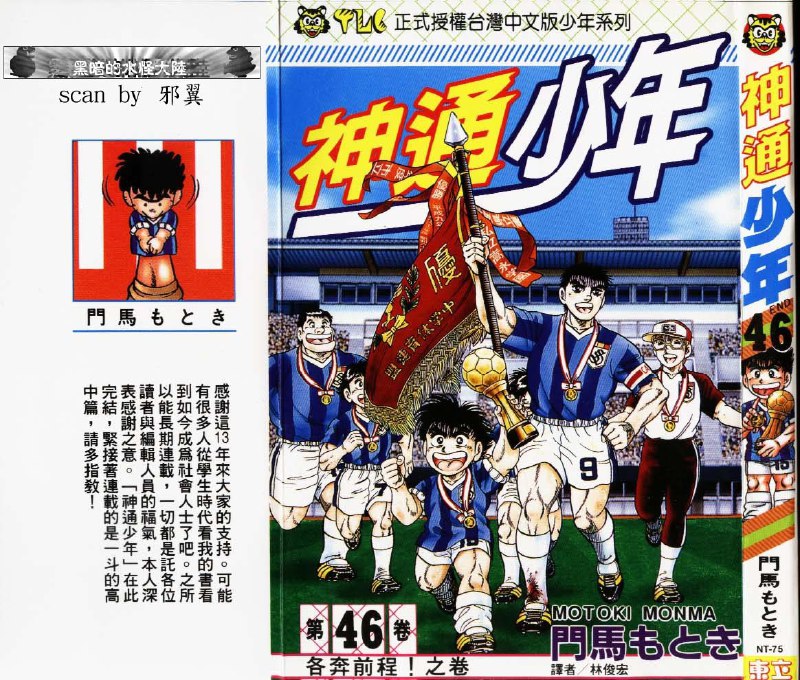 黑暗的水怪大陸
scan by 邪翼
門馬もとき
感謝這13年來大家的支持。可能
有很多人從學生時代看我的書看
到如今成爲社會人士了吧。之所
以能長期連載，一切都是託各位
讀者與編輯人員的福氣，本人深
表感謝之意。「神通少年」在此
完結，緊接著連載的是一斗的高
中篇，請多指教！
TLC 正式授權台灣中文版少年系列
神通少年
優
9
第46卷
各奔前程！之卷
MOTOKI MONMA
門馬もとき
譯者／林俊宏
神通少年
END
46
15
門馬もとき
NT-75
東立